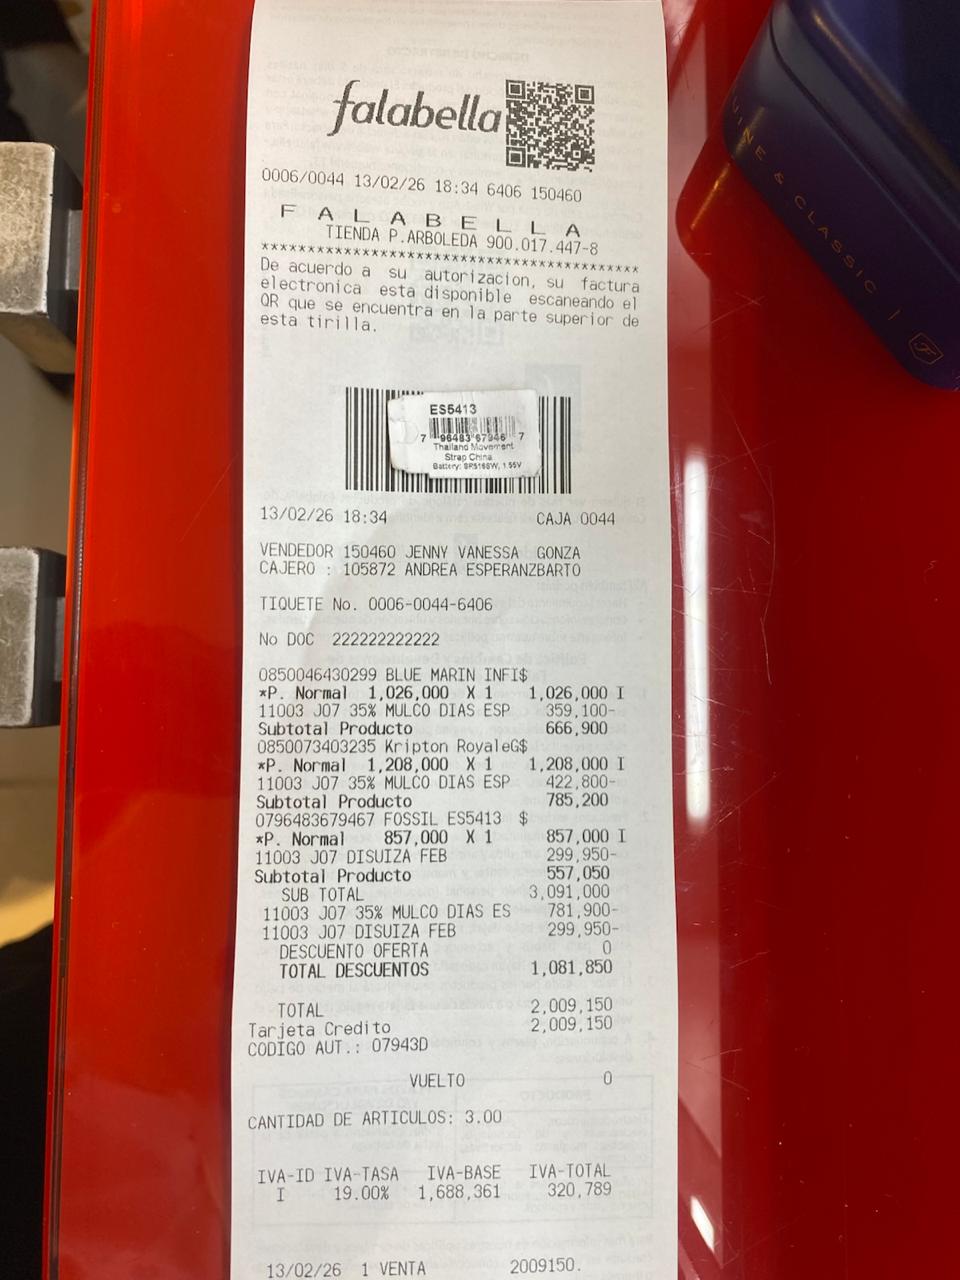 falabella
0006/0044 13/02/26 18:34 6406 150460
F A L A B E L L A
TIENDA P.ARBOLEDA 900.017.447-8
*****************************************
De acuerdo a su autorizacion, su factura
electronica esta disponible escaneando el
QR que se encuentra en la parte superior de
esta tirilla.
ES5413
7 96483 67946 7
Thailand Movement
Strap China
Battery: SR516SW, 1.55V
13/02/26 18:34 CAJA 0044
VENDEDOR 150460 JENNY VANESSA GONZA
CAJERO : 105872 ANDREA ESPERANZBARTO
TIQUETE No. 0006-0044-6406
No DOC 222222222222
0850046430299 BLUE MARIN INFI$
*P. Normal 1,026,000 X 1 1,026,000 I
11003 J07 35% MULCO DIAS ESP 359,100-
Subtotal Producto 666,900
0850073403235 Kripton RoyaleG$
*P. Normal 1,208,000 X 1 1,208,000 I
11003 J07 35% MULCO DIAS ESP 422,800-
Subtotal Producto 785,200
0796483679467 FOSSIL ES5413 $
*P. Normal 857,000 X 1 857,000 I
11003 J07 DISUIZA FEB 299,950-
Subtotal Producto 557,050
SUB TOTAL 3,091,000
11003 J07 35% MULCO DIAS ES 781,900-
11003 J07 DISUIZA FEB 299,950-
DESCUENTO OFERTA 0
TOTAL DESCUENTOS 1,081,850
TOTAL 2,009,150
Tarjeta Credito 2,009,150
CODIGO AUT.: 07943D
VUELTO 0
CANTIDAD DE ARTICULOS: 3.00
IVA-ID IVA-TASA IVA-BASE IVA-TOTAL
I 19.00% 1,688,361 320,789
13/02/26 1 VENTA 2009150.
& CLASSIC |